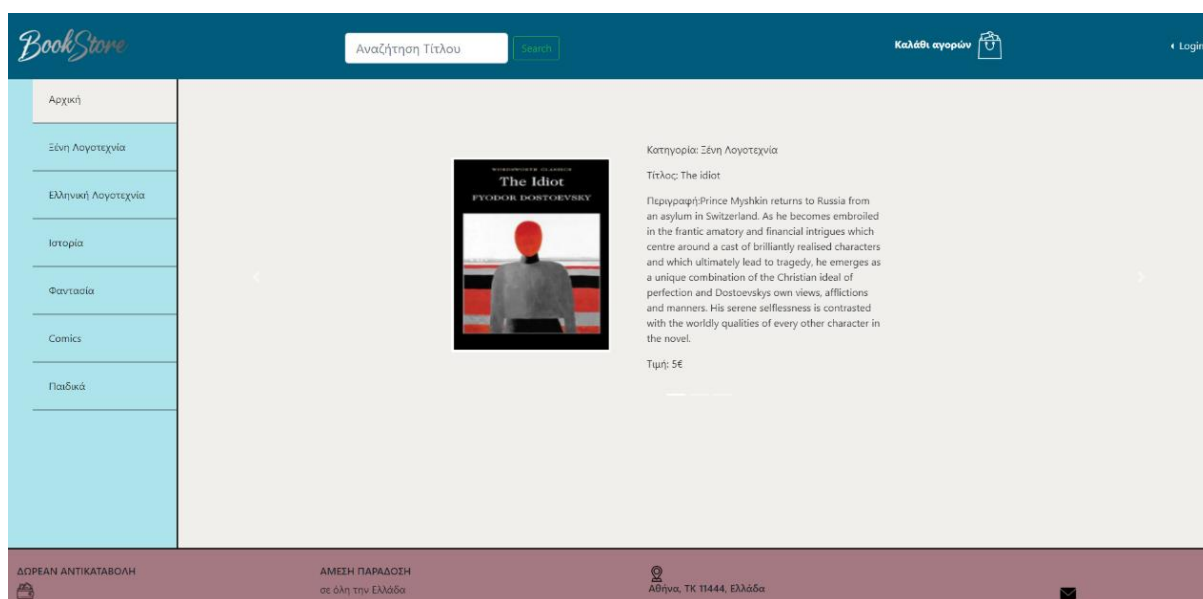 BookStore
Αναζήτηση Τίτλου
Search
Καλάθι αγορών
Login
Αρχική
Ξένη Λογοτεχνία
Ελληνική Λογοτεχνία
Ιστορία
Φαντασία
Comics
Παιδικά
WORDSWORTH CLASSICS
The Idiot
FYODOR DOSTOEVSKY
Κατηγορία: Ξένη Λογοτεχνία
Τίτλος: The idiot
Περιγραφή:Prince Myshkin returns to Russia from
an asylum in Switzerland. As he becomes embroiled
in the frantic amatory and financial intrigues which
centre around a cast of brilliantly realised characters
and which ultimately lead to tragedy, he emerges as
a unique combination of the Christian ideal of
perfection and Dostoevskys own views, afflictions
and manners. His serene selflessness is contrasted
with the worldly qualities of every other character in
the novel.
Τιμή: 5€
ΔΩΡΕΑΝ ΑΝΤΙΚΑΤΑΒΟΛΗ
ΑΜΕΣΗ ΠΑΡΑΔΟΣΗ
σε όλη την Ελλάδα
Αθήνα, ΤΚ 11444, Ελλάδα